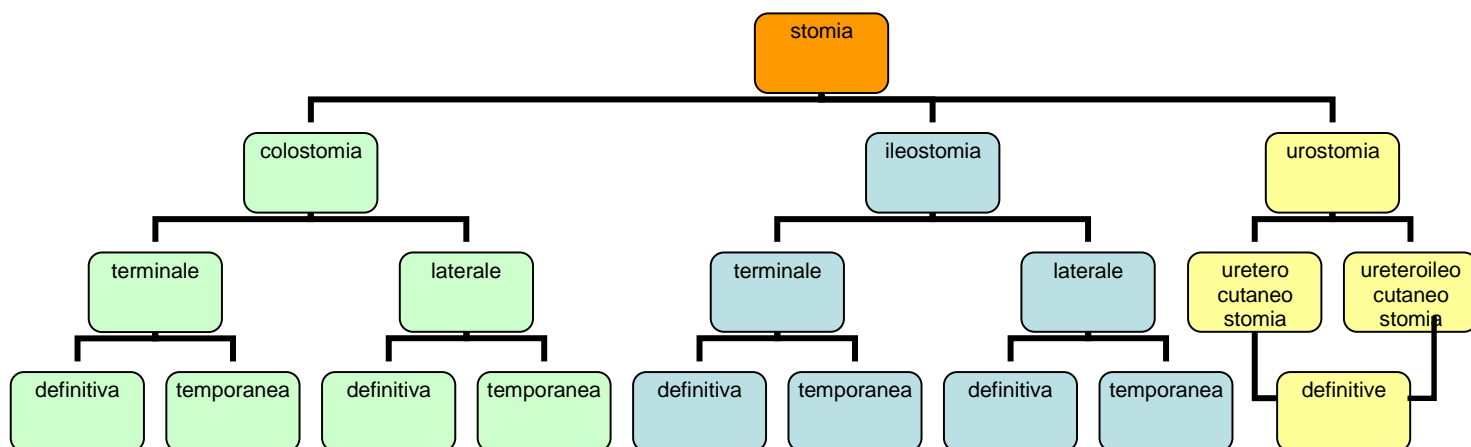 stomia
colostomia
ileostomia
urostomia
terminale
laterale
terminale
laterale
uretero
cutaneo
stomia
ureteroileo
cutaneo
stomia
definitiva
temporanea
definitiva
temporanea
definitiva
temporanea
definitiva
temporanea
definitive